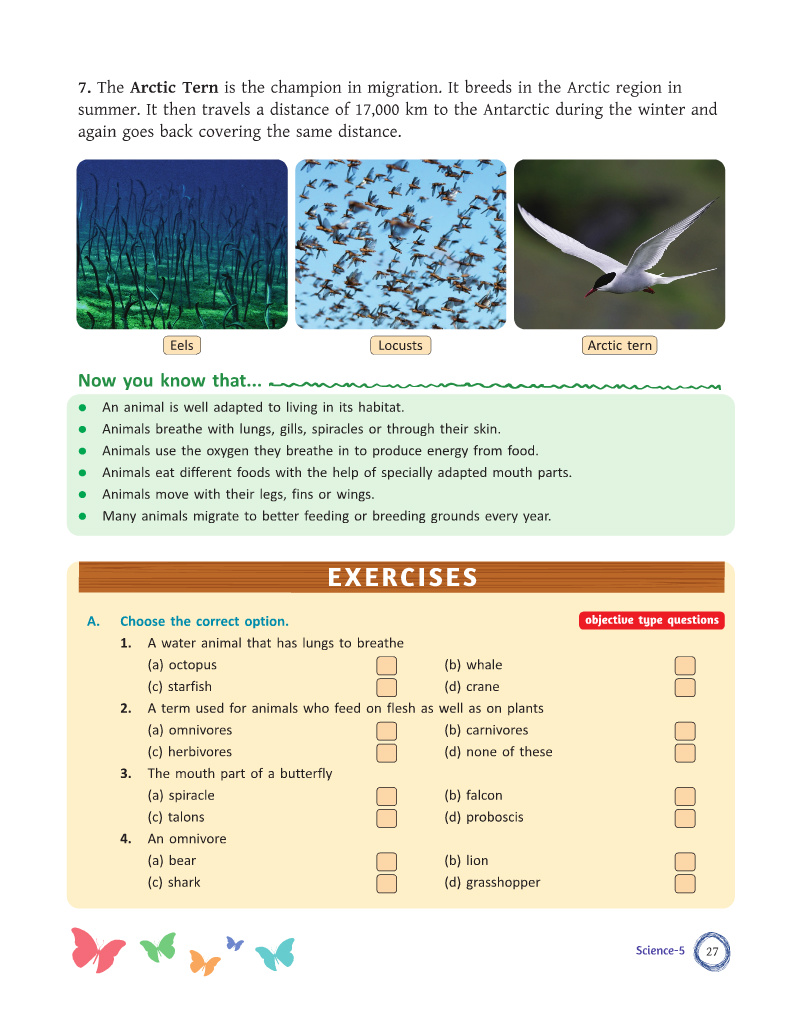 7. The Arctic Tern is the champion in migration. It breeds in the Arctic region in
summer. It then travels a distance of 17,000 km to the Antarctic during the winter and
again goes back covering the same distance.
Eels
Locusts
Arctic tern
Now you know that...
● An animal is well adapted to living in its habitat.
● Animals breathe with lungs, gills, spiracles or through their skin.
● Animals use the oxygen they breathe in to produce energy from food.
● Animals eat different foods with the help of specially adapted mouth parts.
● Animals move with their legs, fins or wings.
● Many animals migrate to better feeding or breeding grounds every year.
EXERCISES
A. Choose the correct option. objective type questions
1. A water animal that has lungs to breathe
(a) octopus (b) whale
(c) starfish (d) crane
2. A term used for animals who feed on flesh as well as on plants
(a) omnivores (b) carnivores
(c) herbivores (d) none of these
3. The mouth part of a butterfly
(a) spiracle (b) falcon
(c) talons (d) proboscis
4. An omnivore
(a) bear (b) lion
(c) shark (d) grasshopper
Science-5 27